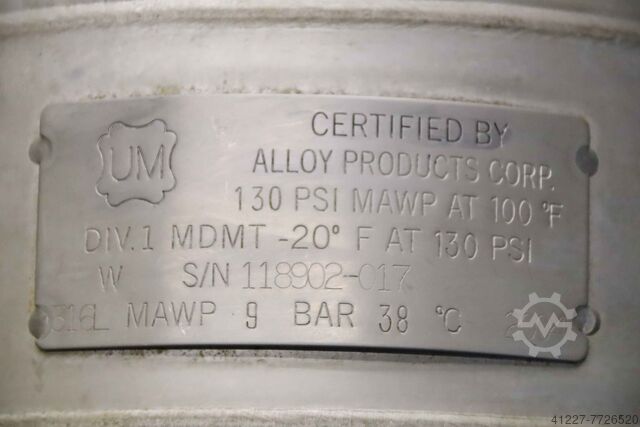 UM
CERTIFIED BY
ALLOY PRODUCTS CORP.
130 PSI MAWP AT 100 °F
DIV. 1 MDMT -20° F AT 130 PSI
W S/N 118902-017
316L MAWP 9 BAR 38 °C
41227-7726520